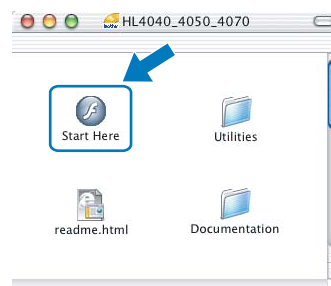 HL4040_4050_4070
Start Here
Utilities
readme.html
Documentation